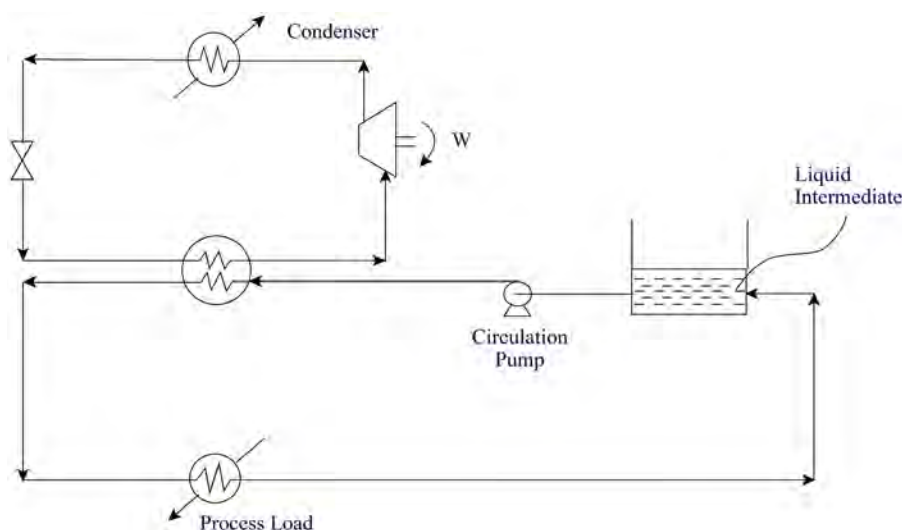 Condenser
W
Liquid
Intermediate
Circulation
Pump
Process Load